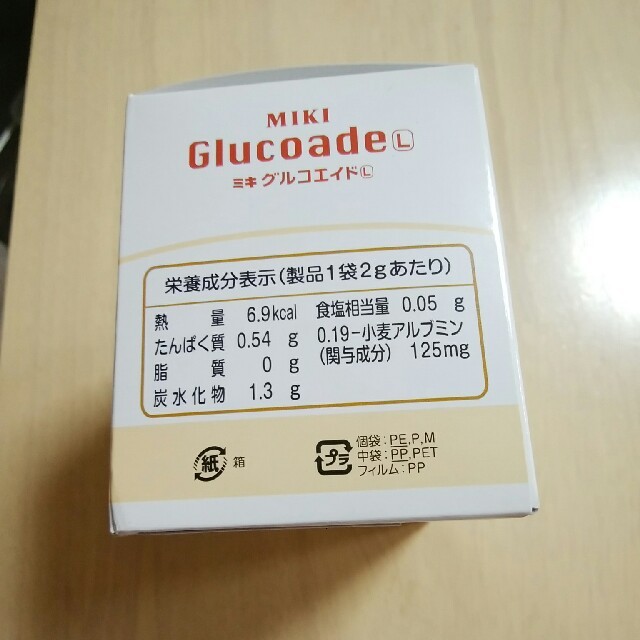 MIKI
Glucoade L
ミキ グルコエイド L
栄養成分表示(製品1袋2gあたり)
熱量 6.9kcal
たんぱく質 0.54 g
脂質 0 g
炭水化物 1.3 g
食塩相当量 0.05 g
0.19-小麦アルブミン
(関与成分) 125mg
紙 箱
プラ
個袋:PE,P,M
中袋:PP,PET
フィルム:PP